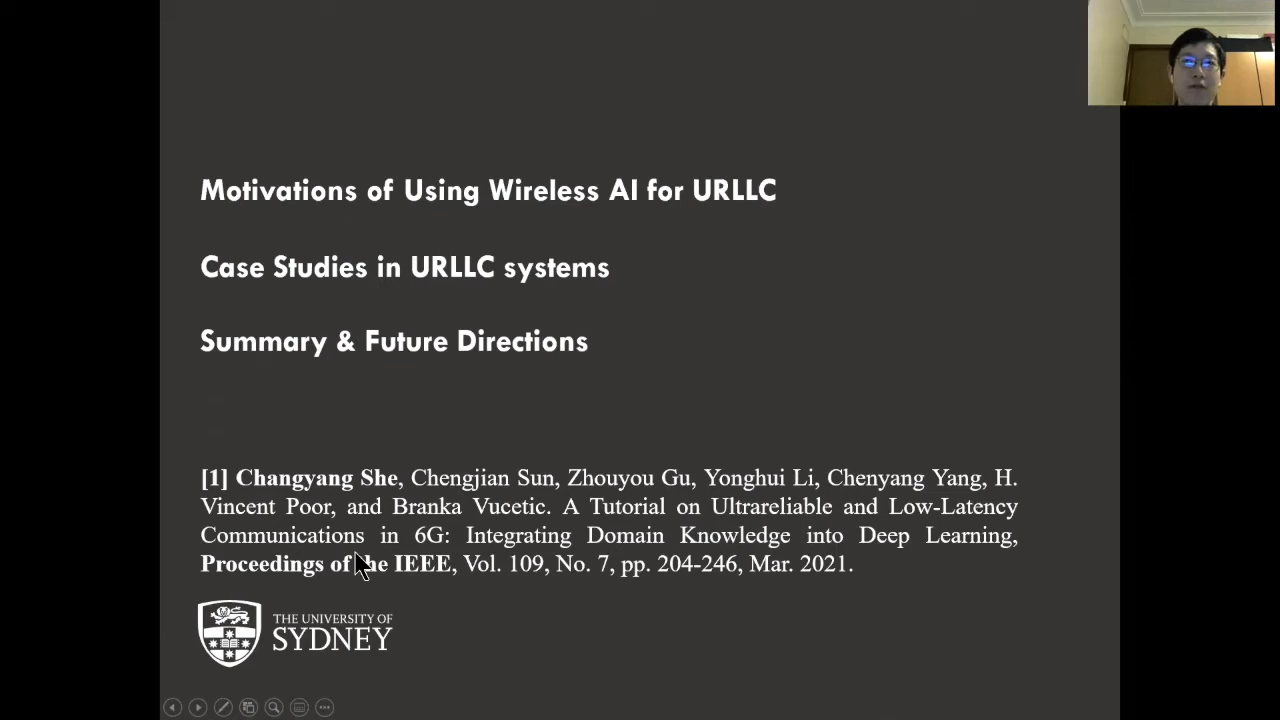 Motivations of Using Wireless AI for URLLC
Case Studies in URLLC systems
Summary & Future Directions
[1] Changyang She, Chengjian Sun, Zhouyou Gu, Yonghui Li, Chenyang Yang, H.
Vincent Poor, and Branka Vucetic. A Tutorial on Ultrareliable and Low-Latency
Communications in 6G: Integrating Domain Knowledge into Deep Learning,
Proceedings of the IEEE, Vol. 109, No. 7, pp. 204-246, Mar. 2021.
THE UNIVERSITY OF
SYDNEY